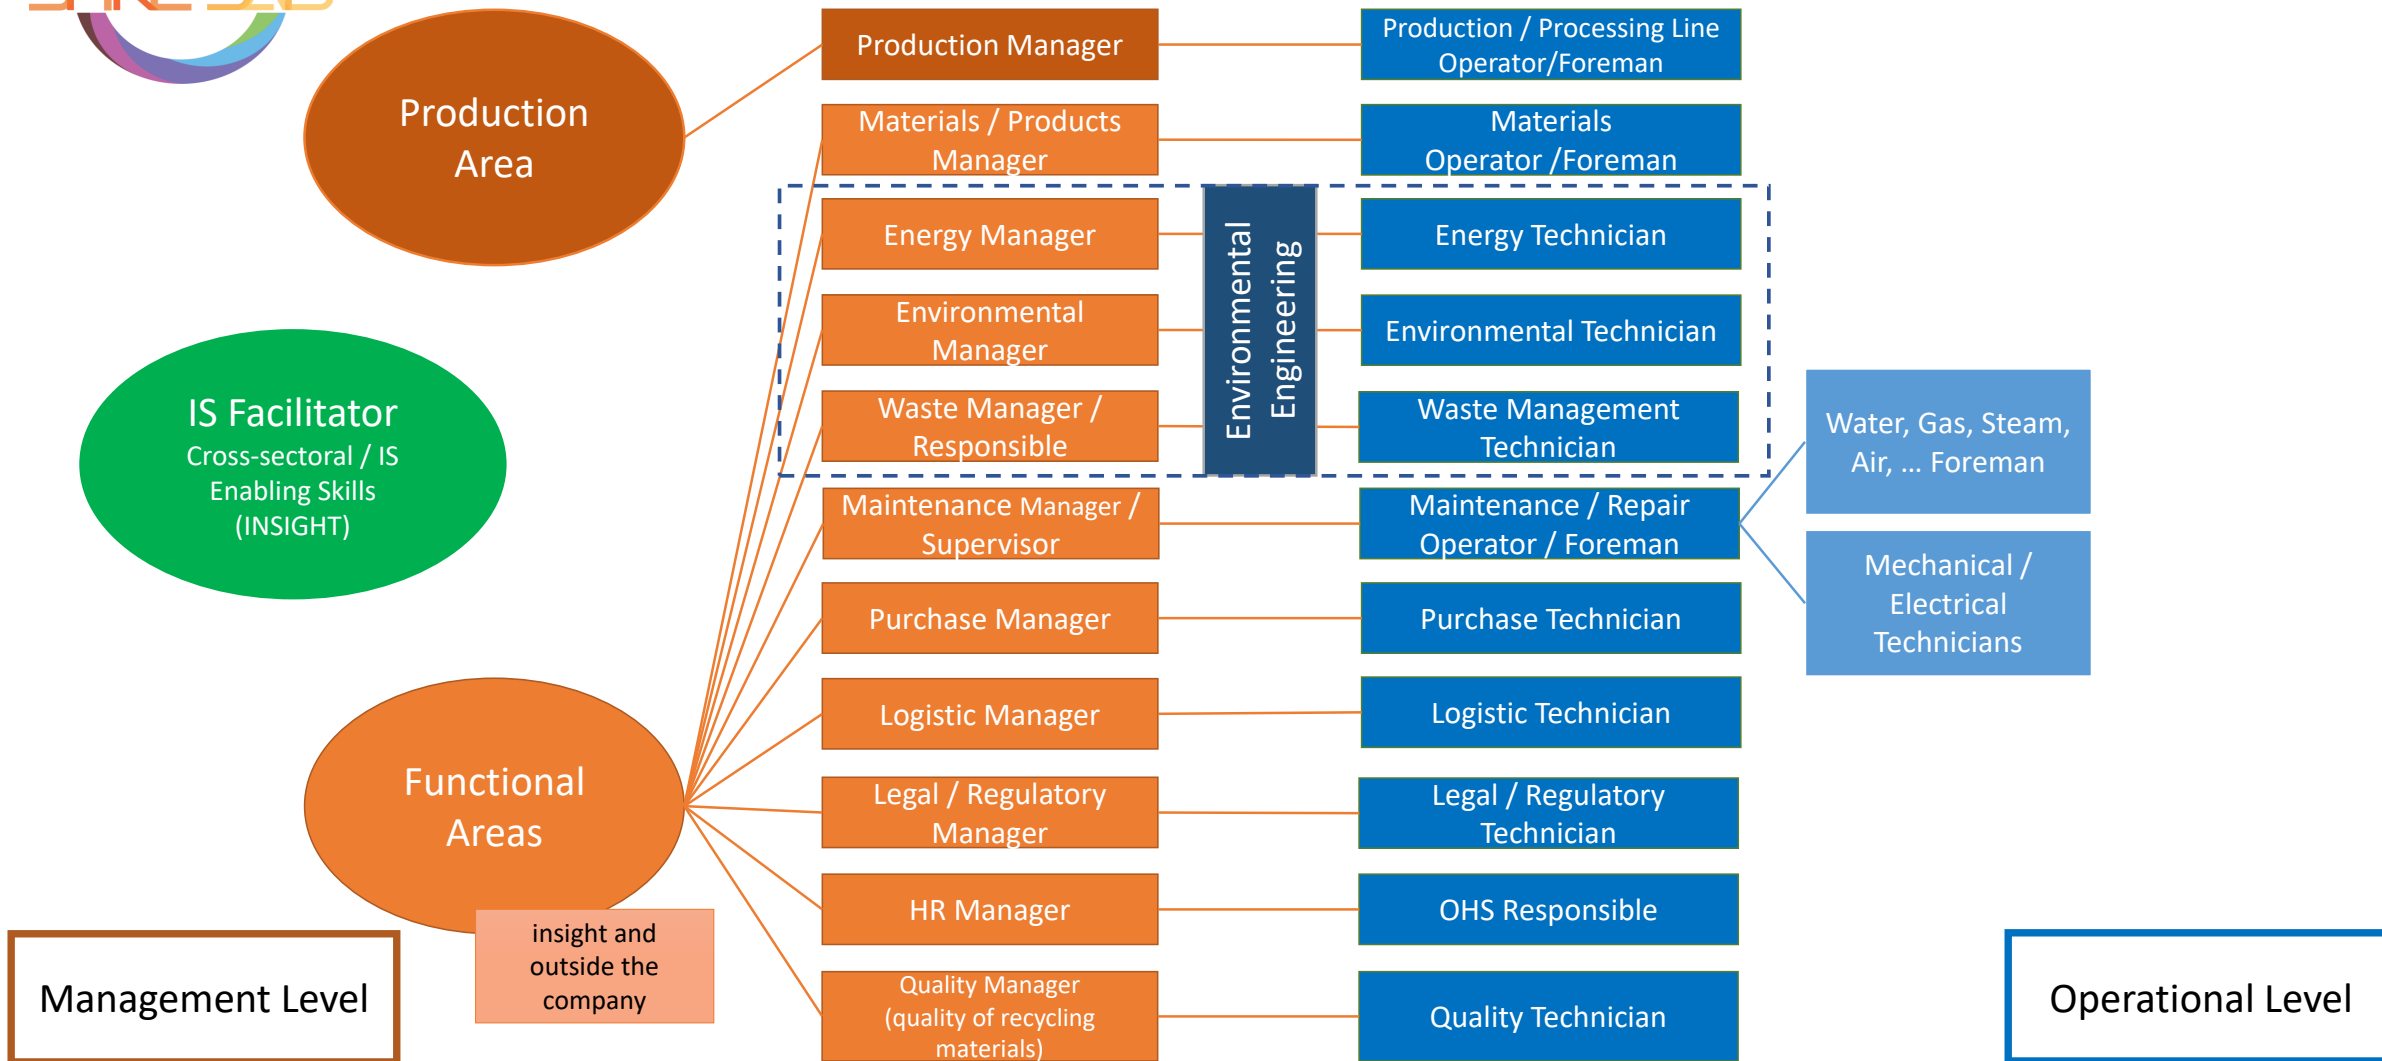 Production
Area
Production Manager
Production / Processing Line
Operator/Foreman
Materials / Products
Manager
Materials
Operator /Foreman
Energy Manager
Environmental
Engineering
Energy Technician
Environmental
Manager
Environmental Technician
Waste Manager /
Responsible
Waste Management
Technician
IS Facilitator
Cross-sectoral / IS
Enabling Skills
(INSIGHT)
Water, Gas, Steam,
Air, ... Foreman
Maintenance Manager /
Supervisor
Maintenance / Repair
Operator / Foreman
Mechanical /
Electrical
Technicians
Purchase Manager
Purchase Technician
Functional
Areas
Logistic Manager
Logistic Technician
Legal / Regulatory
Manager
Legal / Regulatory
Technician
HR Manager
OHS Responsible
insight and
outside the
company
Quality Manager
(quality of recycling
materials)
Quality Technician
Management Level
Operational Level